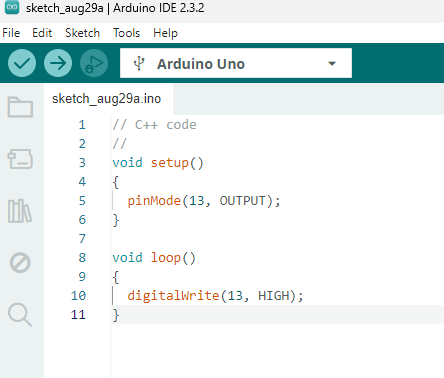 sketch_aug29a | Arduino IDE 2.3.2
File Edit Sketch Tools Help
Arduino Uno
sketch_aug29a.ino
1 // C++ code
2 //
3 void setup()
4 {
5   pinMode(13, OUTPUT);
6 }
7
8 void loop()
9 {
10   digitalWrite(13, HIGH);
11 }